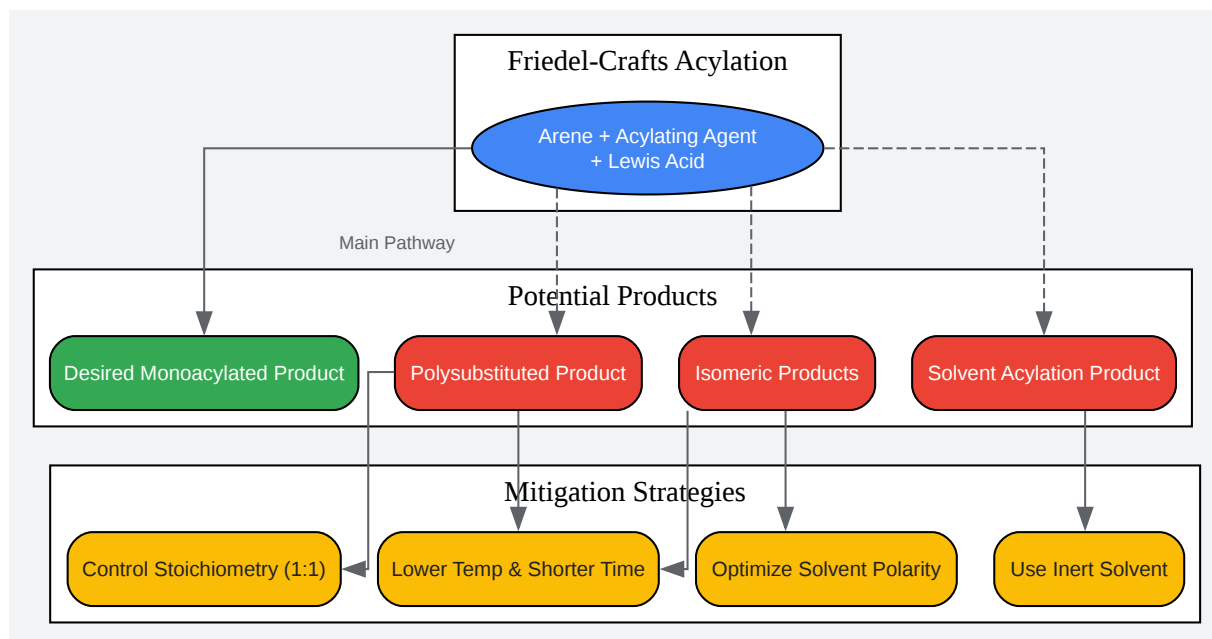 Friedel-Crafts Acylation
Arene + Acylating Agent
+ Lewis Acid
Main Pathway
Potential Products
Desired Monoacylated Product
Polysubstituted Product
Isomeric Products
Solvent Acylation Product
Mitigation Strategies
Control Stoichiometry (1:1)
Lower Temp & Shorter Time
Optimize Solvent Polarity
Use Inert Solvent